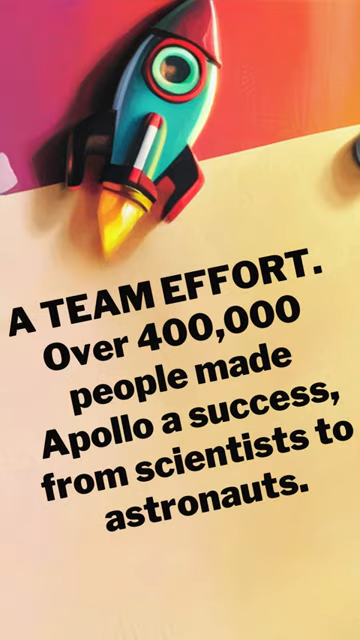 A TEAM EFFORT.
Over 400,000
people made
Apollo a success,
from scientists to
astronauts.